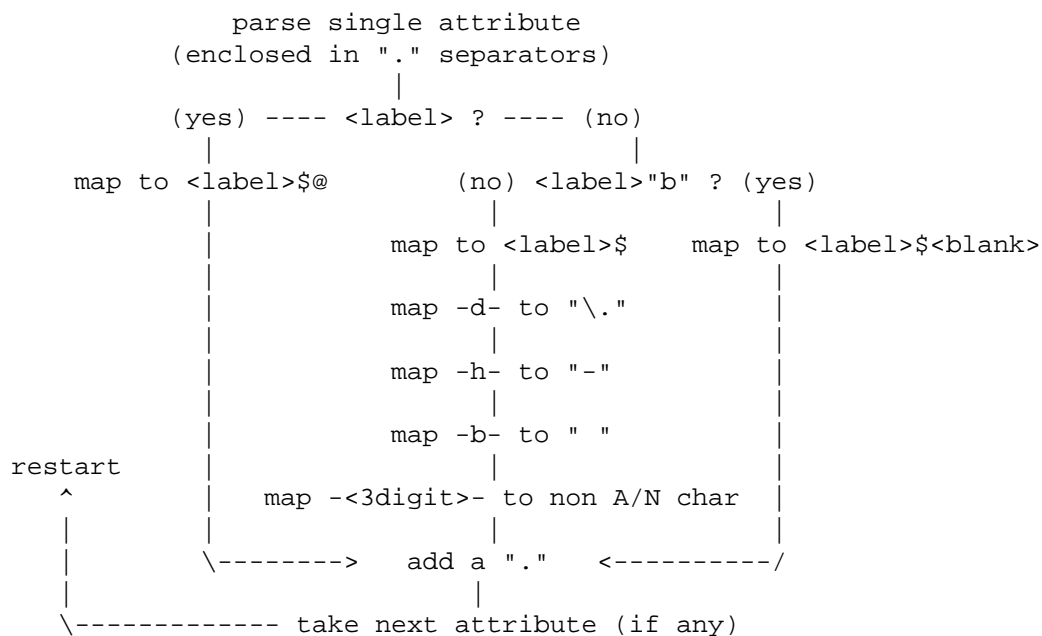 parse single attribute
(enclosed in "." separators)
|
(yes) ---- <label> ? ---- (no)
| |
map to <label>$@ (no) <label>"b" ? (yes)
| | |
| map to <label>$ map to <label>$<blank>
| | |
| map -d- to "\." |
| | |
| map -h- to "-" |
| | |
| map -b- to " " |
restart | | |
^ | map -<3digit>- to non A/N char |
| | | |
| \--------> add a "." <----------/
| |
\------------- take next attribute (if any)